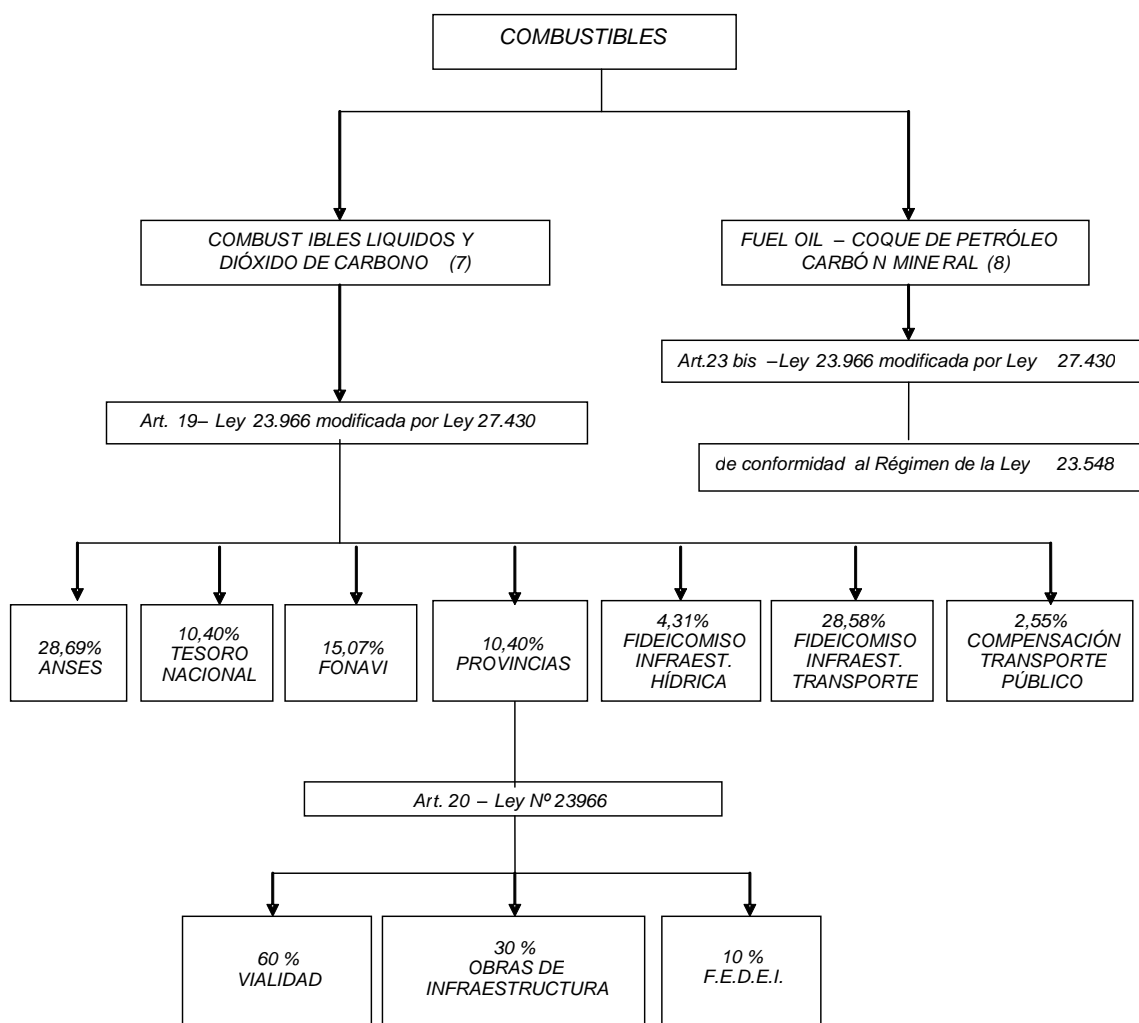 COMBUSTIBLES
COMBUST IBLES LIQUIDOS Y
DIÓXIDO DE CARBONO (7)
FUEL OIL – COQUE DE PETRÓLEO
CARBÓ N MINERAL (8)
Art.23 bis –Ley 23.966 modificada por Ley 27.430
Art. 19– Ley 23.966 modificada por Ley 27.430
de conformidad al Régimen de la Ley 23.548
28,69%
ANSES
10,40%
TESORO
NACIONAL
15,07%
FONAVI
10,40%
PROVINCIAS
4,31%
FIDEICOMISO
INFRAEST.
HÍDRICA
28,58%
FIDEICOMISO
INFRAEST.
TRANSPORTE
2,55%
COMPENSACIÓN
TRANSPORTE
PÚBLICO
Art. 20 – Ley Nº 23966
60 %
VIALIDAD
30 %
OBRAS DE
INFRAESTRUCTURA
10 %
F.E.D.E.I.